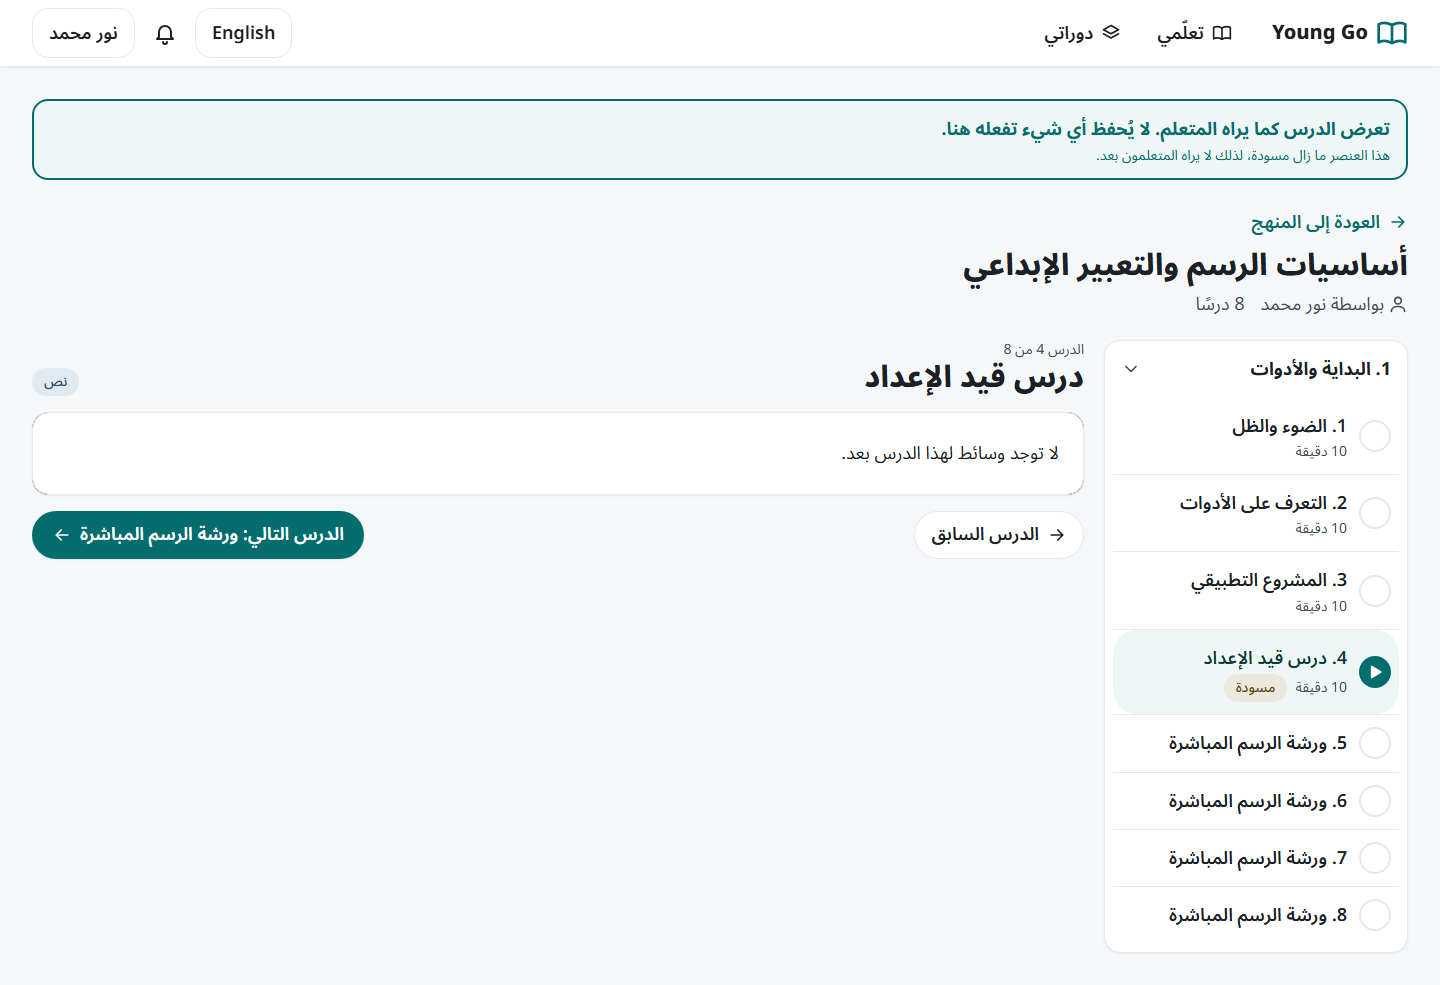 Young Go
تعلّمي
دوراتي
English
نور محمد
تعرض الدرس كما يراه المتعلم. لا يُحفظ أي شيء تفعله هنا.
هذا العنصر ما زال مسودة، لذلك لا يراه المتعلمون بعد.
العودة إلى المنهج
أساسيات الرسم والتعبير الإبداعي
بواسطة نور محمد 8 درسًا
1. البداية والأدوات
1. الضوء والظل
10 دقيقة
2. التعرف على الأدوات
10 دقيقة
3. المشروع التطبيقي
10 دقيقة
4. درس قيد الإعداد
10 دقيقة مسودة
5. ورشة الرسم المباشرة
6. ورشة الرسم المباشرة
7. ورشة الرسم المباشرة
8. ورشة الرسم المباشرة
الدرس 4 من 8
درس قيد الإعداد
نص
لا توجد وسائط لهذا الدرس بعد.
الدرس السابق
الدرس التالي: ورشة الرسم المباشرة